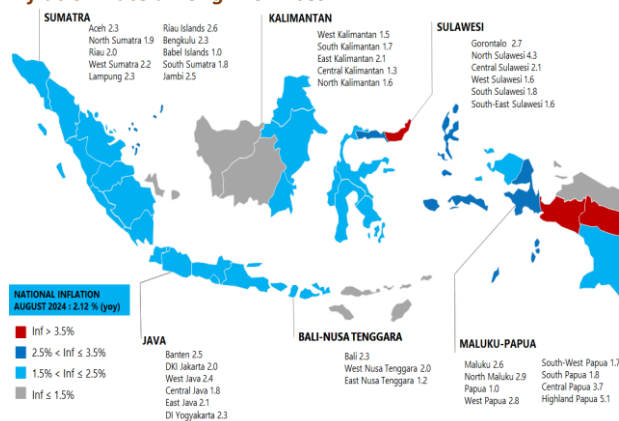 SUMATRA
Aceh 2.3
North Sumatra 1.9
Riau 2.0
West Sumatra 2.2
Lampung 2.3
Riau Islands 2.6
Bengkulu 2.3
Babel Islands 1.0
South Sumatra 1.8
Jambi 2.5
KALIMANTAN
West Kalimantan 1.5
South Kalimantan 1.7
East Kalimantan 2.1
Central Kalimantan 1.3
North Kalimantan 1.6
SULAWESI
Gorontalo 2.7
North Sulawesi 4.3
Central Sulawesi 2.1
West Sulawesi 1.6
South Sulawesi 1.8
South-East Sulawesi 1.6
NATIONAL INFLATION
AUGUST 2024 : 2.12 % (yoy)
Inf > 3.5%
2.5% < Inf ≤ 3.5%
1.5% < Inf ≤ 2.5%
Inf ≤ 1.5%
JAVA
Banten 2.5
DKI Jakarta 2.0
West Java 2.4
Central Java 1.8
East Java 2.1
DI Yogyakarta 2.3
BALI-NUSA TENGGARA
Bali 2.3
West Nusa Tenggara 2.0
East Nusa Tenggara 1.2
MALUKU-PAPUA
Maluku 2.6
North Maluku 2.9
Papua 1.0
West Papua 2.8
South-West Papua 1.7
South Papua 1.8
Central Papua 3.7
Highland Papua 5.1